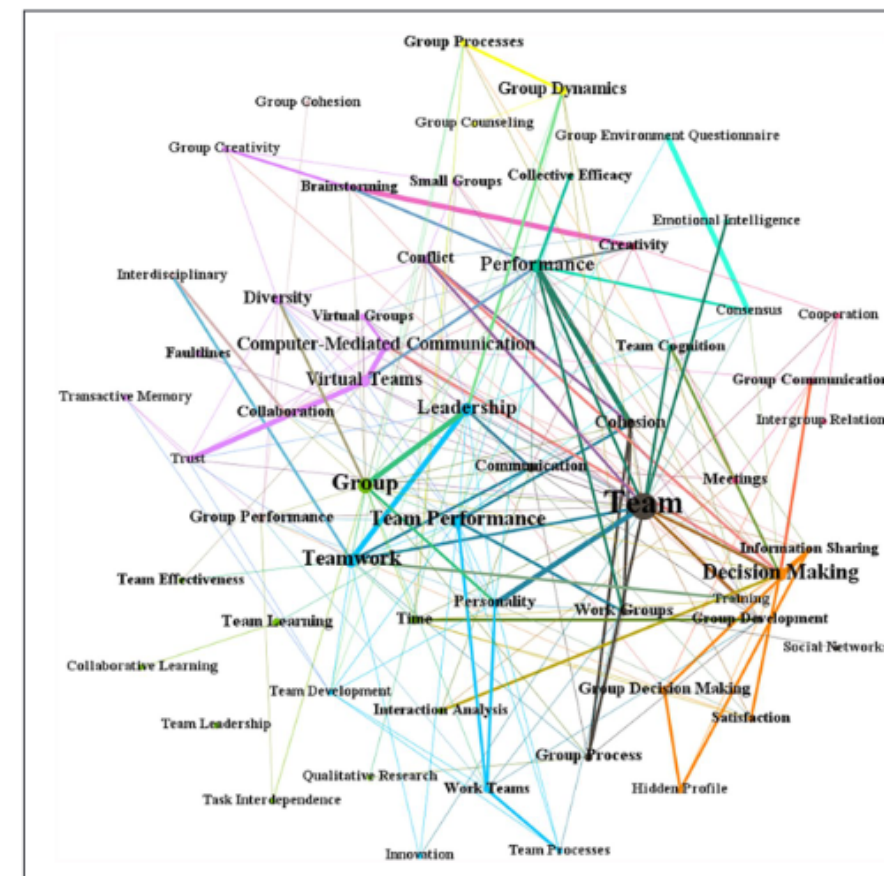 Group Processes
Group Dynamics
Group Cohesion
Group Counseling
Group Environment Questionnaire
Group Creativity
Collective Efficacy
Small Groups
Brainstorming
Emotional Intelligence
Creativity
Conflict
Performance
Interdisciplinary
Diversity
Consensus
Cooperation
Virtual Groups
Computer-Mediated Communication
Team Cognition
Faultlines
Virtual Teams
Group Communication
Transactive Memory
Leadership
Collaboration
Intergroup Relation
Cohesion
Trust
Communication
Group
Meetings
Team
Group Performance
Team Performance
Information Sharing
Teamwork
Decision Making
Team Effectiveness
Personality
Training
Work Groups
Team Learning
Time
Group Development
Social Networks
Collaborative Learning
Team Development
Group Decision Making
Interaction Analysis
Satisfaction
Team Leadership
Group Process
Qualitative Research
Work Teams
Hidden Profile
Task Interdependence
Innovation
Team Processes